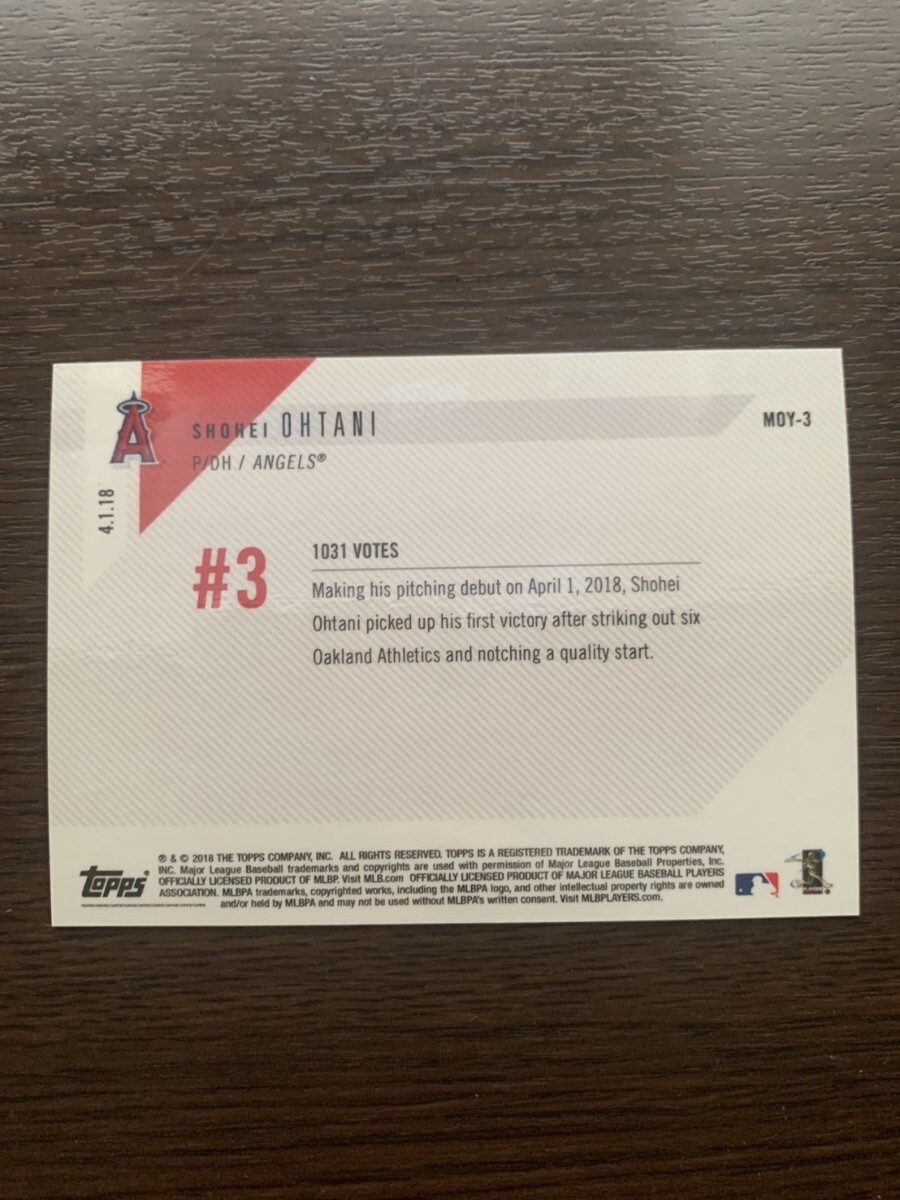 SHOHEI OHTANI
MOY-3
P/DH / ANGELS®
4.1.18
#3
1031 VOTES
Making his pitching debut on April 1, 2018, Shohei
Ohtani picked up his first victory after striking out six
Oakland Athletics and notching a quality start.
topps®
® & © 2018 THE TOPPS COMPANY, INC. ALL RIGHTS RESERVED. TOPPS IS A REGISTERED TRADEMARK OF THE TOPPS COMPANY,
INC. Major League Baseball trademarks and copyrights are used with permission of Major League Baseball Properties, Inc.
OFFICIALLY LICENSED PRODUCT OF MLBP. Visit MLB.com OFFICIALLY LICENSED PRODUCT OF MAJOR LEAGUE BASEBALL PLAYERS
ASSOCIATION. MLBPA trademarks, copyrighted works, including the MLBPA logo, and other intellectual property rights are owned
and/or held by MLBPA and may not be used without MLBPA's written consent. Visit MLBPLAYERS.com.